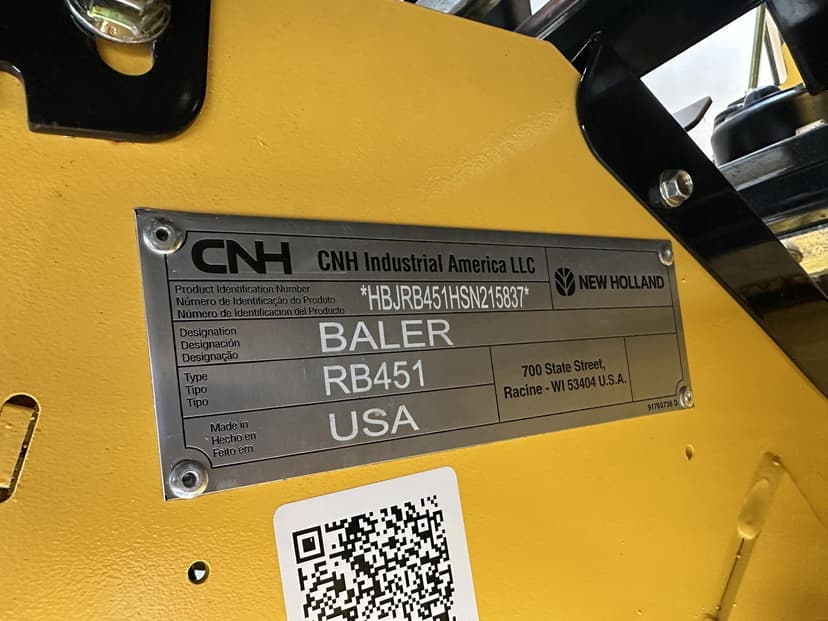 CNH CNH Industrial America LLC
Product Identification Number
Número de Identificação do Produto
Número de Identificacion del Producto
*HBJRB451HSN215837*
NEW HOLLAND
Designation
Designación
Designação
BALER
Type
Tipo
Tipo
RB451
700 State Street,
Racine - WI 53404 U.S.A.
Made in
Hecho en
Feito em
USA
91760738 D